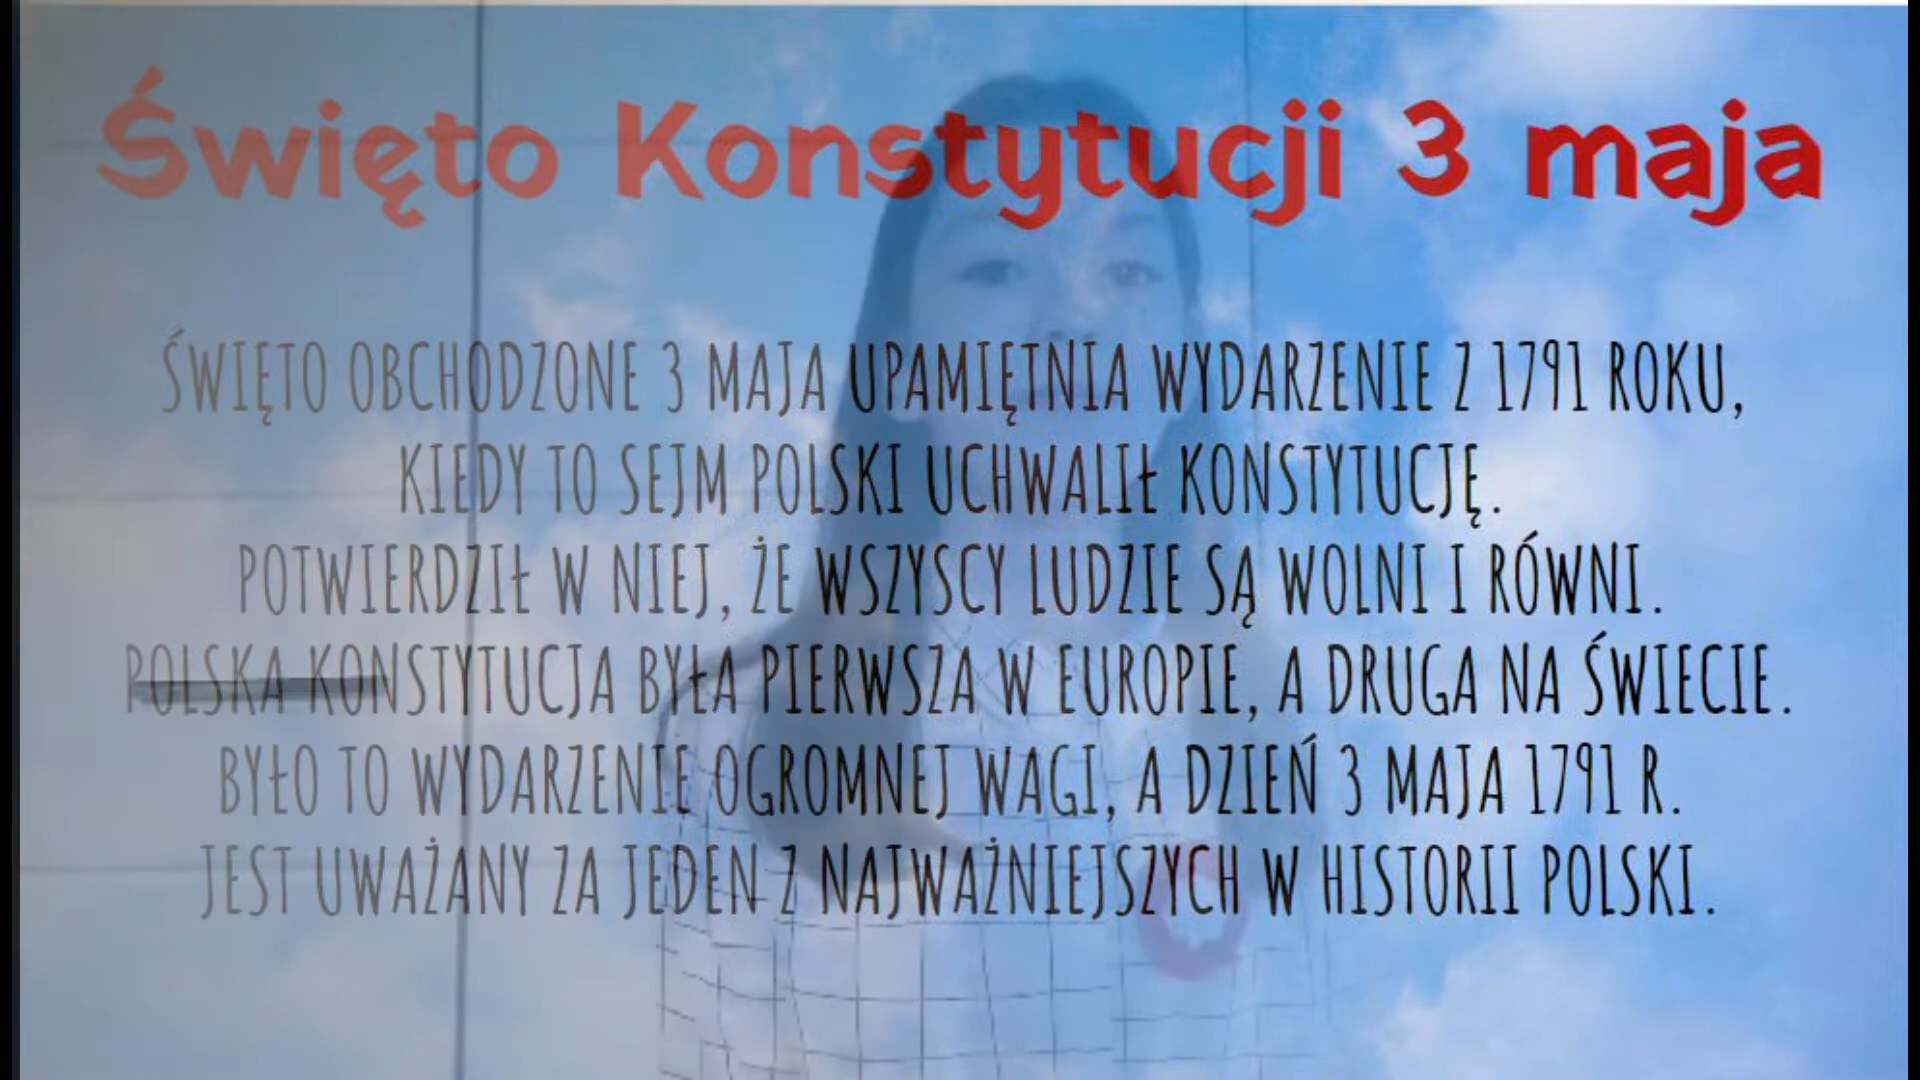 Święto Konstytucji 3 maja
ŚWIĘTO OBCHODZONE 3 MAJA UPAMIĘTNIA WYDARZENIE Z 1791 ROKU,
KIEDY TO SEJM POLSKI UCHWALIŁ KONSTYTUCJĘ.
POTWIERDZIŁ W NIEJ, ŻE WSZYSCY LUDZIE SĄ WOLNI I RÓWNI.
POLSKA KONSTYTUCJA BYŁA PIERWSZA W EUROPIE, A DRUGA NA ŚWIECIE.
BYŁO TO WYDARZENIE OGROMNEJ WAGI, A DZIEŃ 3 MAJA 1791 R.
JEST UWAŻANY ZA JEDEN Z NAJWAŻNIEJSZYCH W HISTORII POLSKI.